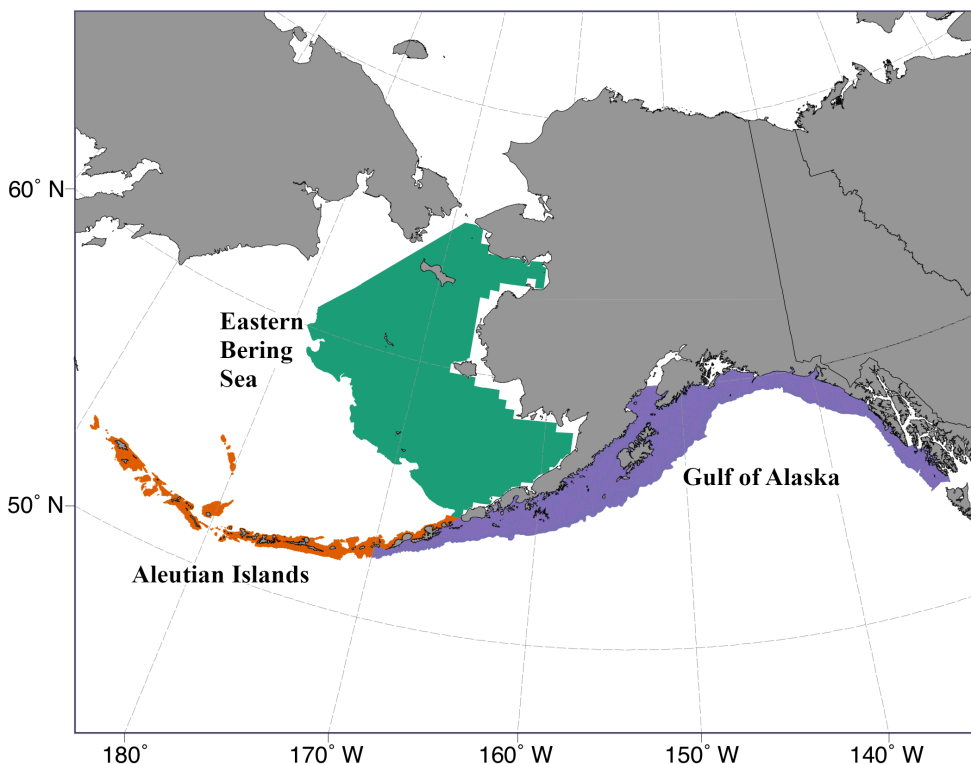 60° N
Eastern
Bering
Sea
Gulf of Alaska
50° N
Aleutian Islands
180°
170° W
160° W
150° W
140° W